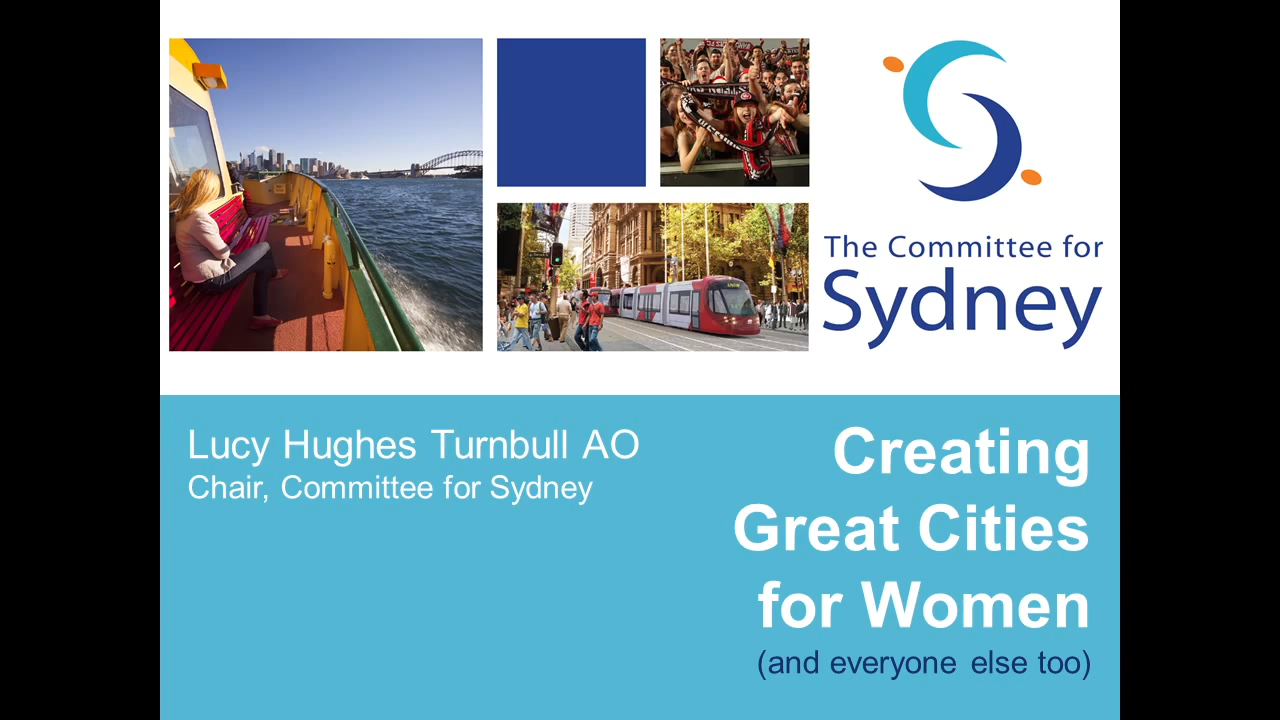 The Committee for
Sydney
Lucy Hughes Turnbull AO
Chair, Committee for Sydney
Creating
Great Cities
for Women
(and everyone else too)